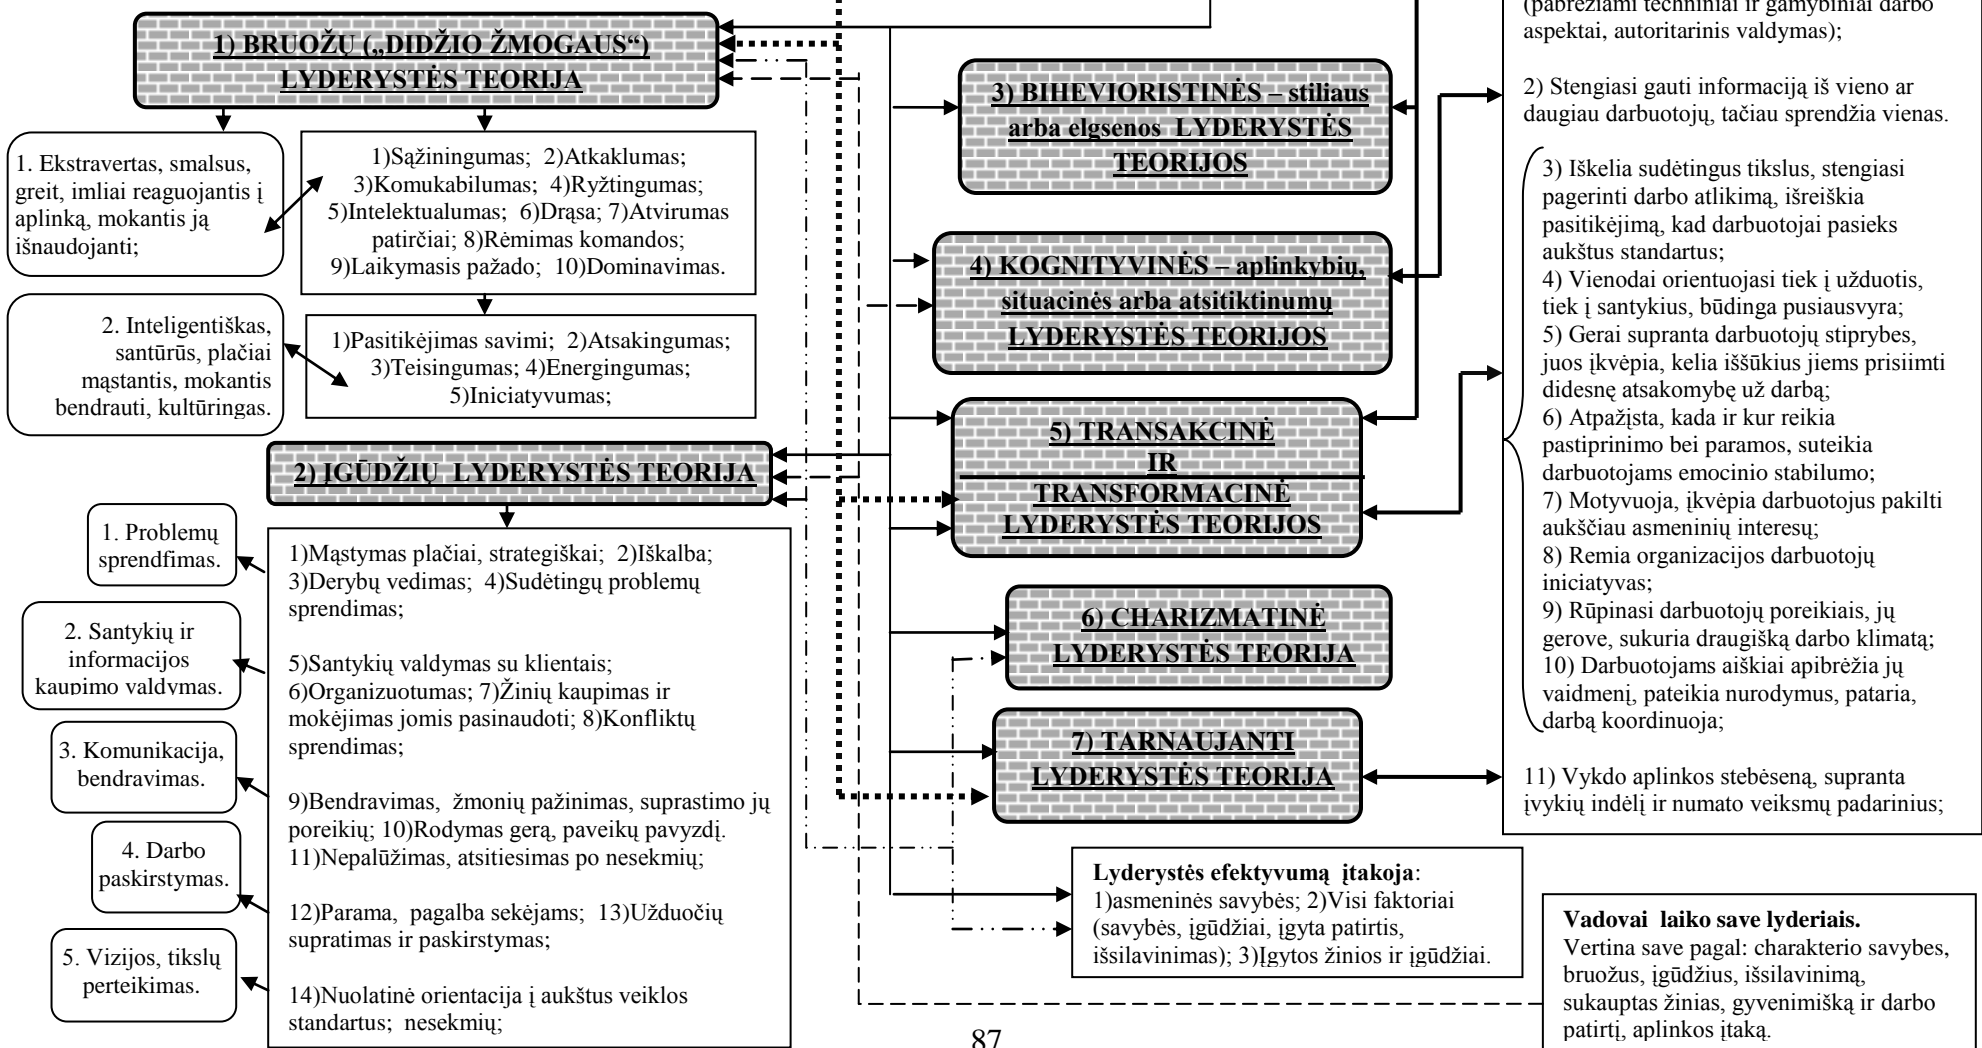 1) BRUOŽŲ („DIDŽIO ŽMOGAUS“)
LYDERYSTĖS TEORIJA
1. Ekstravertas, smalsus,
greit, imliai reaguojantis į
aplinką, mokantis ją
išnaudojanti;
1)Sąžiningumas; 2)Atkaklumas;
3)Komukabilumas; 4)Ryžtingumas;
5)Intelektualumas; 6)Drąsa; 7)Atvirumas
patirčiai; 8)Rėmimas komandos;
9)Laikymasis pažado; 10)Dominavimas.
2. Inteligentiškas,
santūrūs, plačiai
mąstantis, mokantis
bendrauti, kultūringas.
1)Pasitikėjimas savimi; 2)Atsakingumas;
3)Teisingumas; 4)Energingumas;
5)Iniciatyvumas;
2) ĮGŪDŽIŲ LYDERYSTĖS TEORIJA
1. Problemų
sprendfimas.
2. Santykių ir
informacijos
kaupimo valdymas.
3. Komunikacija,
bendravimas.
4. Darbo
paskirstymas.
5. Vizijos, tikslų
perteikimas.
1)Mąstymas plačiai, strategiškai; 2)Iškalba;
3)Derybų vedimas; 4)Sudėtingų problemų
sprendimas;
5)Santykių valdymas su klientais;
6)Organizuotumas; 7)Žinių kaupimas ir
mokėjimas jomis pasinaudoti; 8)Konfliktų
sprendimas;
9)Bendravimas, žmonių pažinimas, suprastimo jų
poreikių; 10)Rodymas gerą, paveikų pavyzdį.
11)Nepalūžimas, atsitiesimas po nesekmių;
12)Parama, pagalba sekėjams; 13)Užduočių
supratimas ir paskirstymas;
14)Nuolatinė orientacija į aukštus veiklos
standartus; nesekmių;
3) BIHEVIORISTINĖS – stiliaus
arba elgsenos LYDERYSTĖS
TEORIJOS
4) KOGNITYVINĖS – aplinkybių,
situacinės arba atsitiktinumų
LYDERYSTĖS TEORIJOS
5) TRANSAKCINĖ
IR
TRANSFORMACINĖ
LYDERYSTĖS TEORIJOS
6) CHARIZMATINĖ
LYDERYSTĖS TEORIJA
7) TARNAUJANTI
LYDERYSTĖS TEORIJA
Lyderystės efektyvumą įtakoja:
1)asmeninės savybės; 2)Visi faktoriai
(savybės, įgūdžiai, įgyta patirtis,
išsilavinimas); 3)Įgytos žinios ir įgūdžiai.
(pabrėžiami techniniai ir gamybiniai darbo
aspektai, autoritarinis valdymas);
2) Stengiasi gauti informaciją iš vieno ar
daugiau darbuotojų, tačiau sprendžia vienas.
3) Iškelia sudėtingus tikslus, stengiasi
pagerinti darbo atlikimą, išreiškia
pasitikėjimą, kad darbuotojai pasieks
aukštus standartus;
4) Vienodai orientuojasi tiek į užduotis,
tiek į santykius, būdinga pusiausvyra;
5) Gerai supranta darbuotojų stiprybes,
juos įkvėpia, kelia iššūkius jiems prisiimti
didesnę atsakomybę už darbą;
6) Atpažįsta, kada ir kur reikia
pastiprinimo bei paramos, suteikia
darbuotojams emocinio stabilumo;
7) Motyvuoja, įkvėpia darbuotojus pakilti
aukščiau asmeninių interesų;
8) Remia organizacijos darbuotojų
iniciatyvas;
9) Rūpinasi darbuotojų poreikiais, jų
gerove, sukuria draugišką darbo klimatą;
10) Darbuotojams aiškiai apibrėžia jų
vaidmenį, pateikia nurodymus, pataria,
darbą koordinuoja;
11) Vykdo aplinkos stebėseną, supranta
įvykių indėlį ir numato veiksmų padarinius;
Vadovai laiko save lyderiais.
Vertina save pagal: charakterio savybes,
bruožus, įgūdžius, išsilavinimą,
sukauptas žinias, gyvenimišką ir darbo
patirtį, aplinkos įtaką.
87